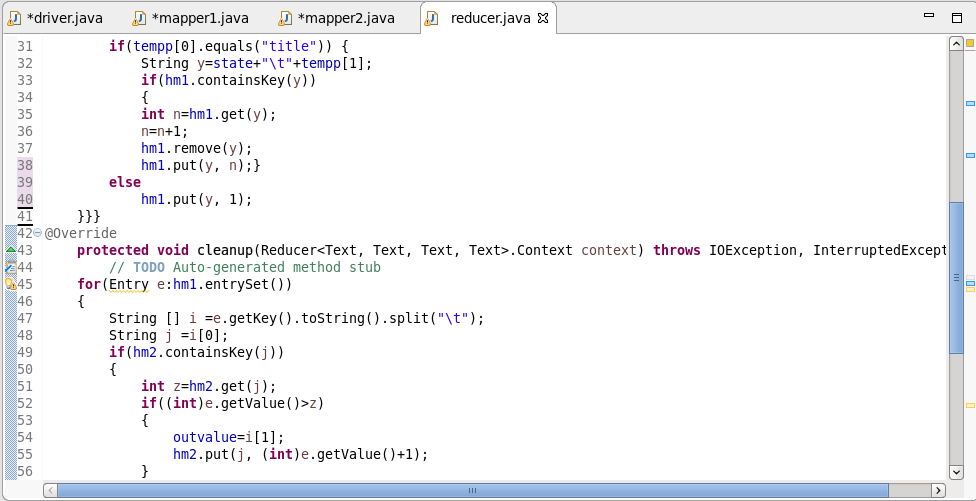 *driver.java *mapper1.java *mapper2.java reducer.java
31 if(tempp[0].equals("title")) {
32 String y=state+"\t"+tempp[1];
33 if(hm1.containsKey(y))
34 {
35 int n=hm1.get(y);
36 n=n+1;
37 hm1.remove(y);
38 hm1.put(y, n);}
39 else
40 hm1.put(y, 1);
41 }}}
42 @Override
43 protected void cleanup(Reducer<Text, Text, Text, Text>.Context context) throws IOException, InterruptedExcept
44 // TODO Auto-generated method stub
45 for(Entry e:hm1.entrySet())
46 {
47 String [] i =e.getKey().toString().split("\t");
48 String j =i[0];
49 if(hm2.containsKey(j))
50 {
51 int z=hm2.get(j);
52 if((int)e.getValue()>z)
53 {
54 outvalue=i[1];
55 hm2.put(j, (int)e.getValue()+1);
56 }